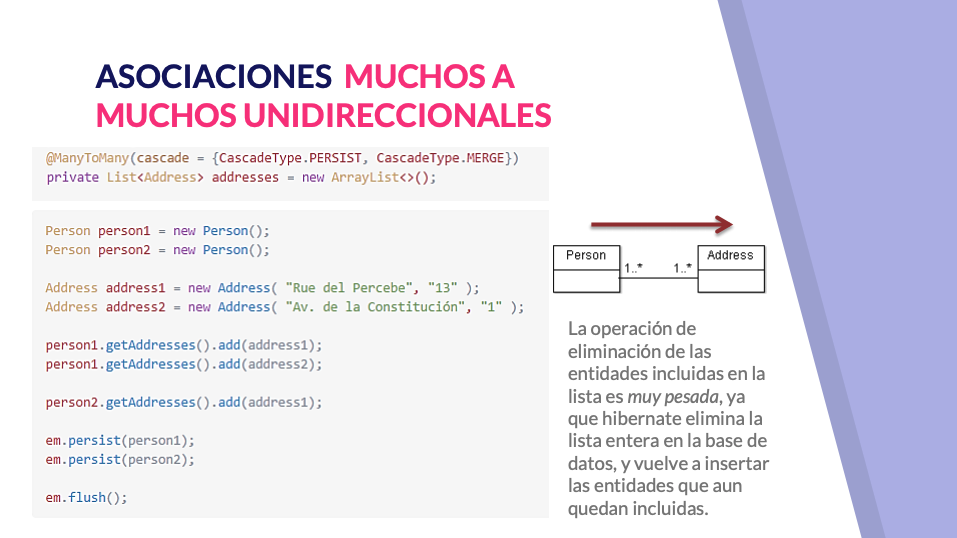 ASOCIACIONES MUCHOS A
MUCHOS UNIDIRECCIONALES
@ManyToMany(cascade = {CascadeType.PERSIST, CascadeType.MERGE})
private List<Address> addresses = new ArrayList<>();
Person person1 = new Person();
Person person2 = new Person();
Address address1 = new Address( "Rue del Percebe", "13" );
Address address2 = new Address( "Av. de la Constitución", "1" );
person1.getAddresses().add(address1);
person1.getAddresses().add(address2);
person2.getAddresses().add(address1);
em.persist(person1);
em.persist(person2);
em.flush();
Person
1..*
1..*
Address
La operación de
eliminación de las
entidades incluidas en la
lista es muy pesada, ya
que hibernate elimina la
lista entera en la base de
datos, y vuelve a insertar
las entidades que aun
quedan incluidas.